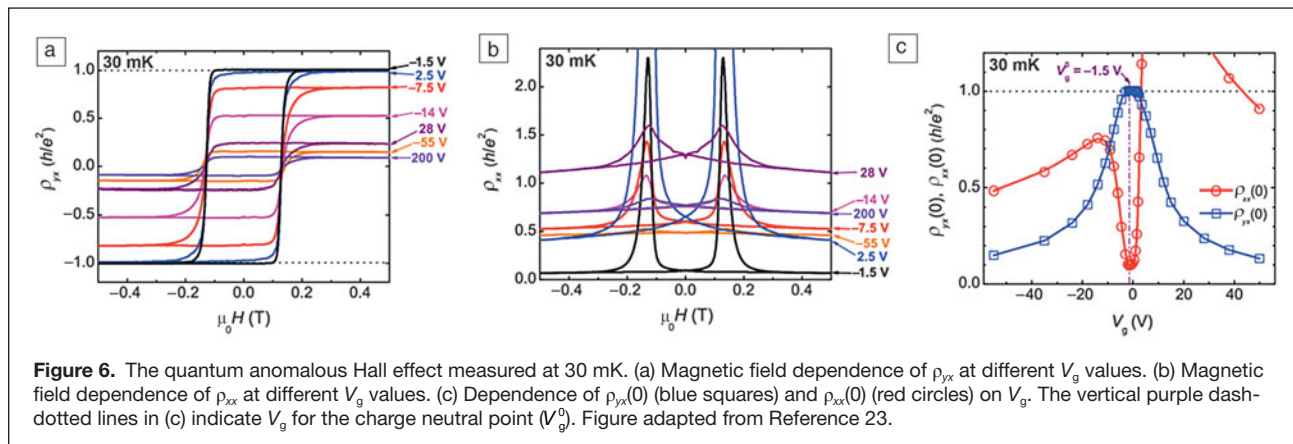 a
30 mK
1.0
0.5
0.0
−0.5
−1.0
ρyx (h/e²)
−0.4 −0.2 0.0 0.2 0.4
μ₀H (T)
−1.5 V
2.5 V
−7.5 V
−14 V
28 V
−55 V
200 V
b
30 mK
2.0
1.5
1.0
0.5
0.0
ρxx (h/e²)
−0.4 −0.2 0.0 0.2 0.4
μ₀H (T)
−1.5 V
28 V
−14 V
200 V
−7.5 V
−55 V
2.5 V
−1.5 V
c
30 mK
V⁰g = −1.5 V
1.0
0.5
0.0
ρyx(0), ρxx(0) (h/e²)
ρxx(0)
ρyx(0)
−40 −20 0 20 40
Vg (V)
Figure 6. The quantum anomalous Hall effect measured at 30 mK. (a) Magnetic field dependence of ρyx at different Vg values. (b) Magnetic
field dependence of ρxx at different Vg values. (c) Dependence of ρyx(0) (blue squares) and ρxx(0) (red circles) on Vg. The vertical purple dash-
dotted lines in (c) indicate Vg for the charge neutral point (V⁰g). Figure adapted from Reference 23.